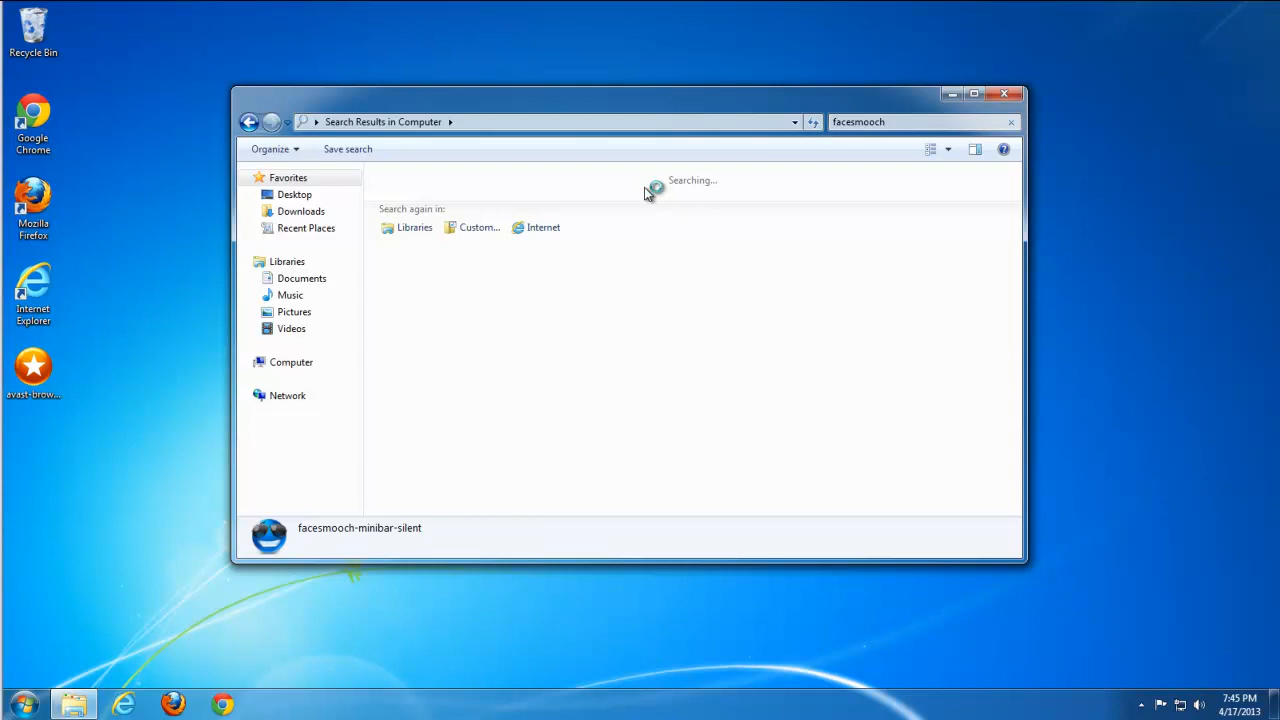 Recycle Bin
Google
Chrome
Mozilla
Firefox
Internet
Explorer
avast-brow...
Search Results in Computer
facesmooch
Organize
Save search
Favorites
Desktop
Downloads
Recent Places
Libraries
Documents
Music
Pictures
Videos
Computer
Network
Searching...
Search again in:
Libraries
Custom...
Internet
facesmooch-minibar-silent
7:45 PM
4/17/2013